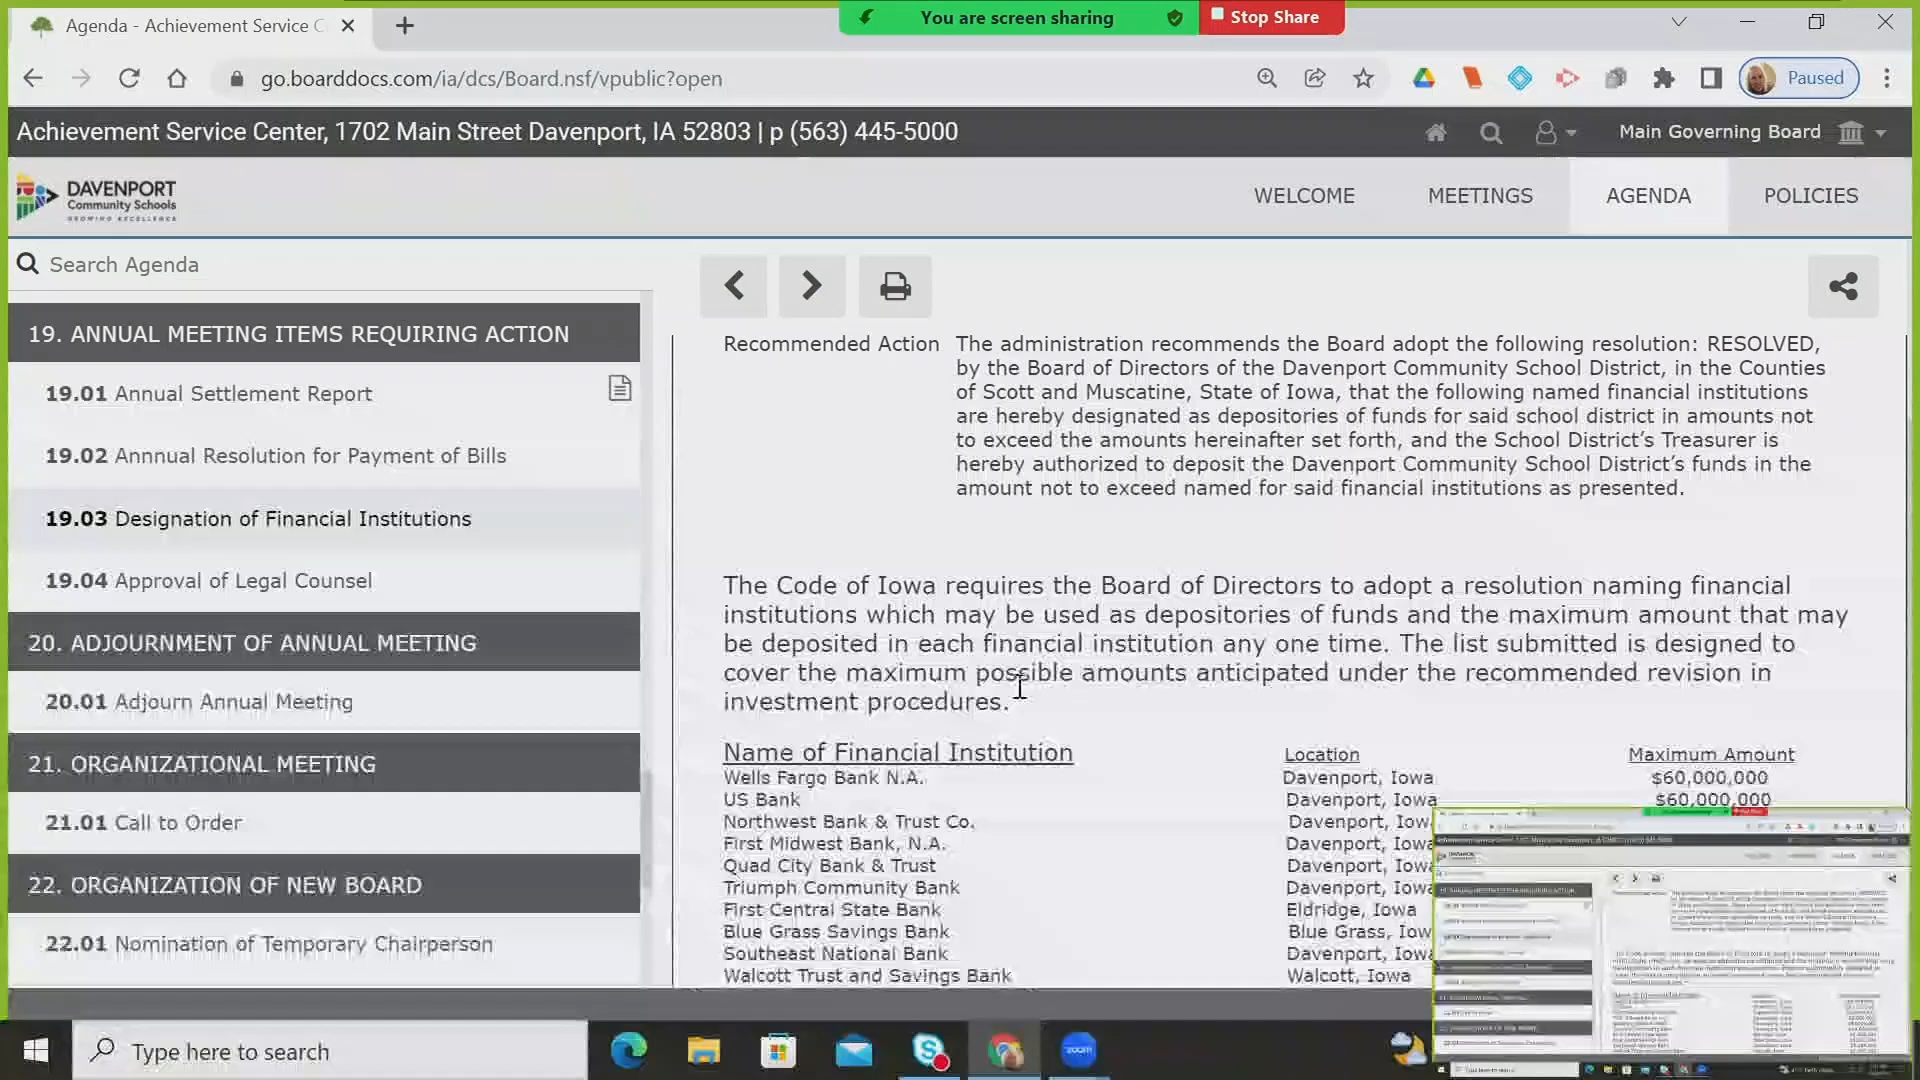 Agenda - Achievement Service C
You are screen sharing
Stop Share
go.boarddocs.com/ia/dcs/Board.nsf/vpublic?open
Paused
Achievement Service Center, 1702 Main Street Davenport, IA 52803 | p (563) 445-5000
Main Governing Board
DAVENPORT
Community Schools
GROWING EXCELLENCE
WELCOME
MEETINGS
AGENDA
POLICIES
Search Agenda
19. ANNUAL MEETING ITEMS REQUIRING ACTION
19.01 Annual Settlement Report
19.02 Annnual Resolution for Payment of Bills
19.03 Designation of Financial Institutions
19.04 Approval of Legal Counsel
20. ADJOURNMENT OF ANNUAL MEETING
20.01 Adjourn Annual Meeting
21. ORGANIZATIONAL MEETING
21.01 Call to Order
22. ORGANIZATION OF NEW BOARD
22.01 Nomination of Temporary Chairperson
Recommended Action
The administration recommends the Board adopt the following resolution: RESOLVED,
by the Board of Directors of the Davenport Community School District, in the Counties
of Scott and Muscatine, State of Iowa, that the following named financial institutions
are hereby designated as depositories of funds for said school district in amounts not
to exceed the amounts hereinafter set forth, and the School District's Treasurer is
hereby authorized to deposit the Davenport Community School District's funds in the
amount not to exceed named for said financial institutions as presented.
The Code of Iowa requires the Board of Directors to adopt a resolution naming financial
institutions which may be used as depositories of funds and the maximum amount that may
be deposited in each financial institution any one time. The list submitted is designed to
cover the maximum possible amounts anticipated under the recommended revision in
investment procedures.
Name of Financial Institution Location Maximum Amount
Wells Fargo Bank N.A. Davenport, Iowa $60,000,000
US Bank Davenport, Iowa $60,000,000
Northwest Bank & Trust Co. Davenport, Iow
First Midwest Bank, N.A. Davenport, Iowa
Quad City Bank & Trust Davenport, Iowa
Triumph Community Bank Davenport, Iowa
First Central State Bank Eldridge, Iowa
Blue Grass Savings Bank Blue Grass, Iow
Southeast National Bank Davenport, Iowa
Walcott Trust and Savings Bank Walcott, Iowa
Type here to search
zoom